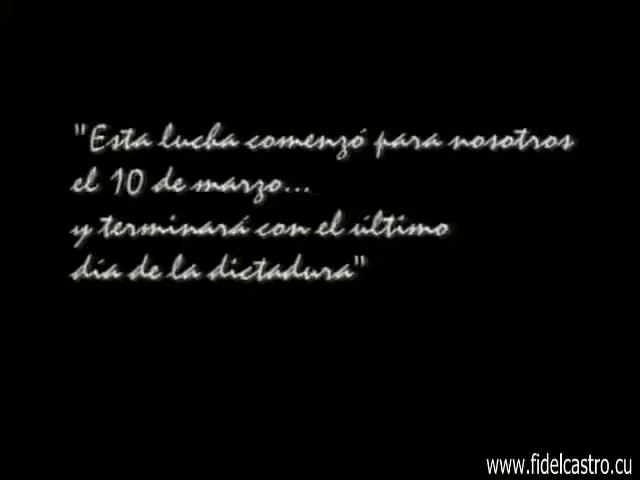 "Esta lucha comenzó para nosotros
el 10 de marzo...
y terminará con el último
día de la dictadura"
www.fidelcastro.cu